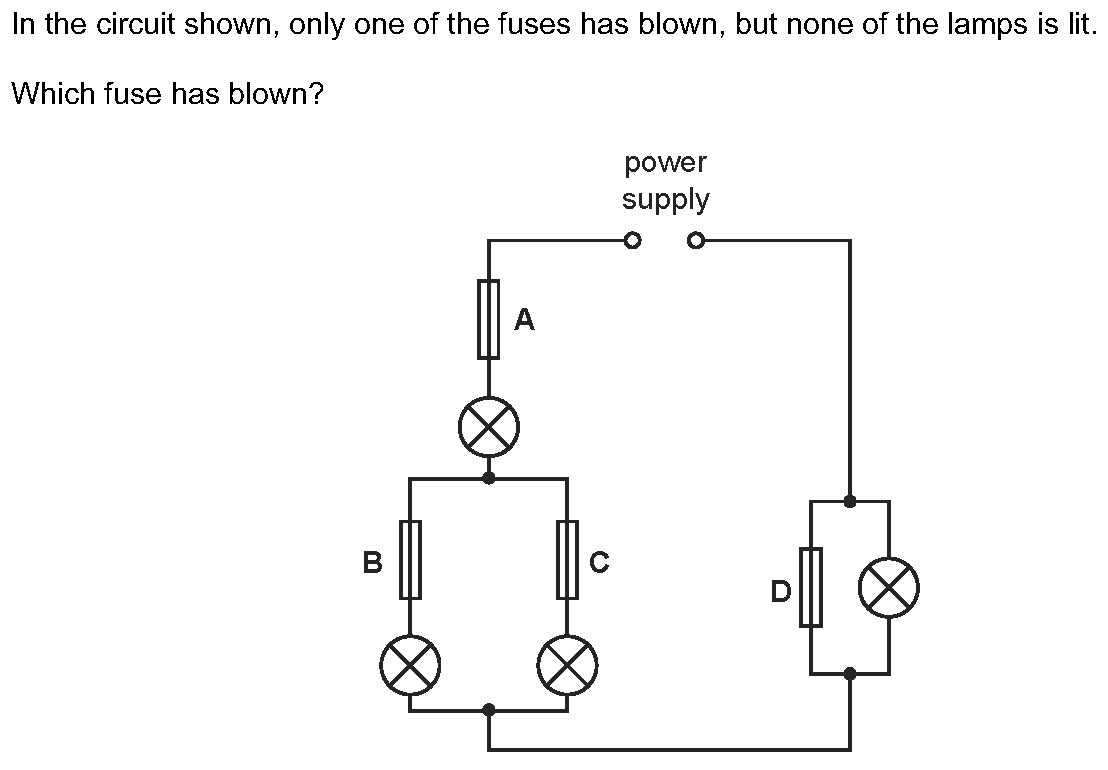 In the circuit shown, only one of the fuses has blown, but none of the lamps is lit.
Which fuse has blown?
power
supply
A
B
C
D